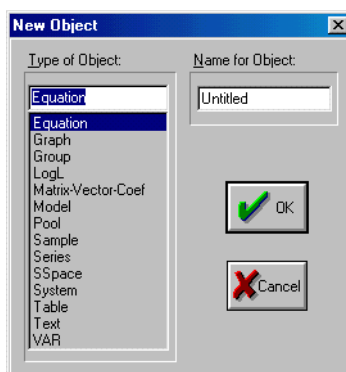 New Object
Type of Object:
Name for Object:
Equation
Untitled
Equation
Graph
Group
LogL
Matrix-Vector-Coef
Model
Pool
Sample
Series
SSpace
System
Table
Text
VAR
OK
Cancel